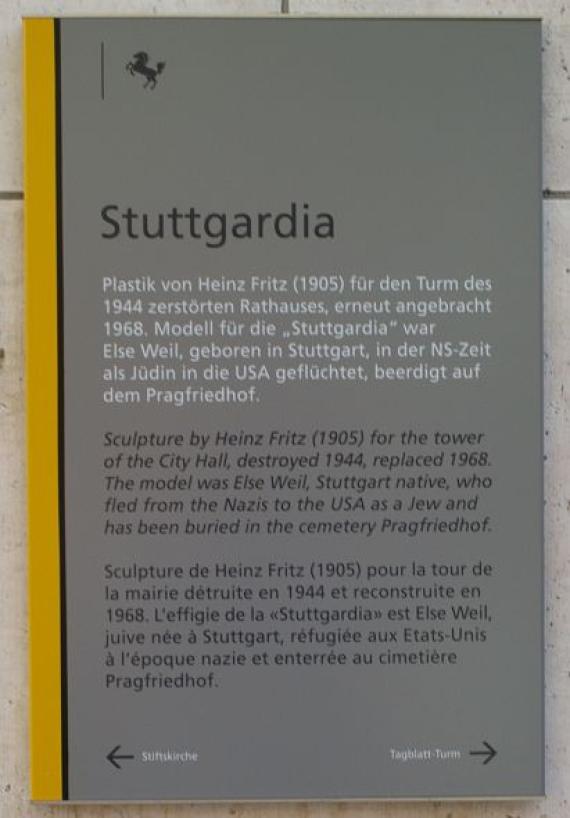 Stuttgardia
Plastik von Heinz Fritz (1905) für den Turm des
1944 zerstörten Rathauses, erneut angebracht
1968. Modell für die „Stuttgardia“ war
Else Weil, geboren in Stuttgart, in der NS-Zeit
als Jüdin in die USA geflüchtet, beerdigt auf
dem Pragfriedhof.
Sculpture by Heinz Fritz (1905) for the tower
of the City Hall, destroyed 1944, replaced 1968.
The model was Else Weil, Stuttgart native, who
fled from the Nazis to the USA as a Jew and
has been buried in the cemetery Pragfriedhof.
Sculpture de Heinz Fritz (1905) pour la tour de
la mairie détruite en 1944 et reconstruite en
1968. L'effigie de la «Stuttgardia» est Else Weil,
juive née à Stuttgart, réfugiée aux Etats-Unis
à l'époque nazie et enterrée au cimetière
Pragfriedhof.
← Stiftskirche
Tagblatt-Turm →